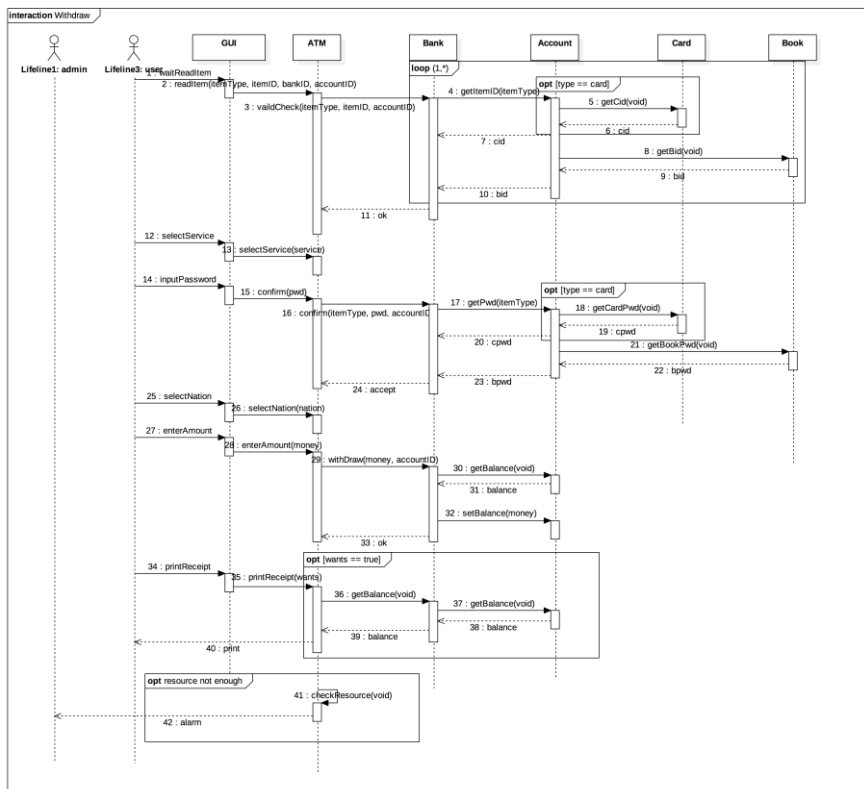 interaction Withdraw
GUI
ATM
Bank
Account
Card
Book
Lifeline1: admin
Lifeline3: user
loop (1,*)
1 : waitReadItem
2 : readItem(itemType, itemID, bankID, accountID)
3 : vaildCheck(itemType, itemID, accountID)
4 : getItemID(itemType)
opt [type == card]
5 : getCid(void)
6 : cid
7 : cid
8 : getBid(void)
9 : bid
10 : bid
11 : ok
12 : selectService
13 : selectService(service)
14 : inputPassword
15 : confirm(pwd)
16 : confirm(itemType, pwd, accountID
17 : getPwd(itemType)
opt [type == card]
18 : getCardPwd(void)
19 : cpwd
20 : cpwd
21 : getBookPwd(void)
22 : bpwd
23 : bpwd
24 : accept
25 : selectNation
26 : selectNation(nation)
27 : enterAmount
28 : enterAmount(money)
29 : withDraw(money, accountID)
30 : getBalance(void)
31 : balance
32 : setBalance(money)
33 : ok
opt [wants == true]
34 : printReceipt
35 : printReceipt(wants)
36 : getBalance(void)
37 : getBalance(void)
38 : balance
39 : balance
40 : print
opt resource not enough
41 : checkResource(void)
42 : alarm